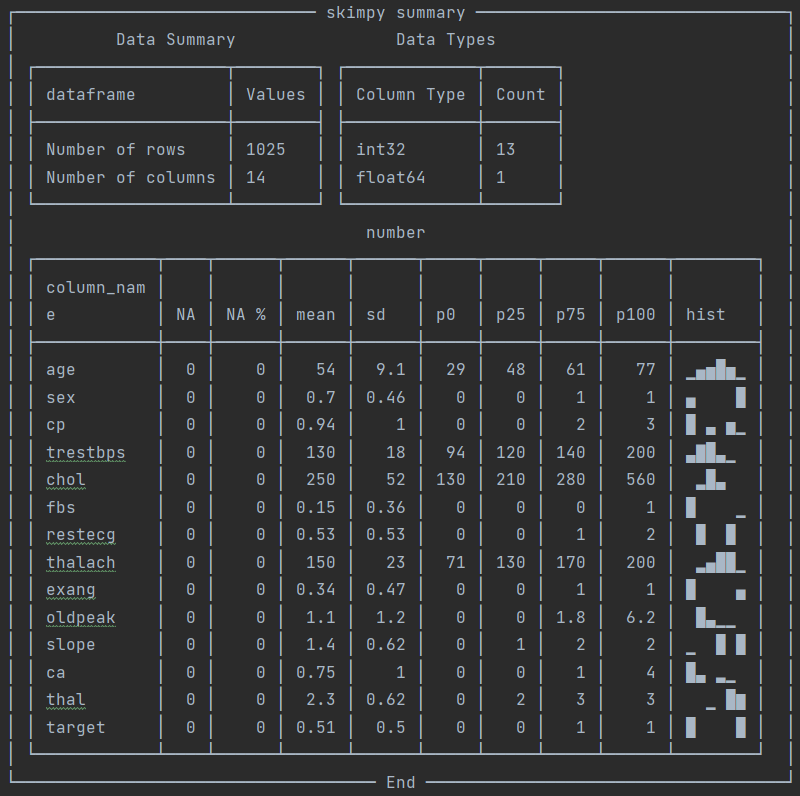 skimpy summary
Data Summary Data Types
dataframe Values Column Type Count
Number of rows 1025 int32 13
Number of columns 14 float64 1
number
column_nam
e NA NA % mean sd p0 p25 p75 p100 hist
age 0 0 54 9.1 29 48 61 77
sex 0 0 0.7 0.46 0 0 1 1
cp 0 0 0.94 1 0 0 2 3
trestbps 0 0 130 18 94 120 140 200
chol 0 0 250 52 130 210 280 560
fbs 0 0 0.15 0.36 0 0 0 1
restecg 0 0 0.53 0.53 0 0 1 2
thalach 0 0 150 23 71 130 170 200
exang 0 0 0.34 0.47 0 0 1 1
oldpeak 0 0 1.1 1.2 0 0 1.8 6.2
slope 0 0 1.4 0.62 0 1 2 2
ca 0 0 0.75 1 0 0 1 4
thal 0 0 2.3 0.62 0 2 3 3
target 0 0 0.51 0.5 0 0 1 1
End